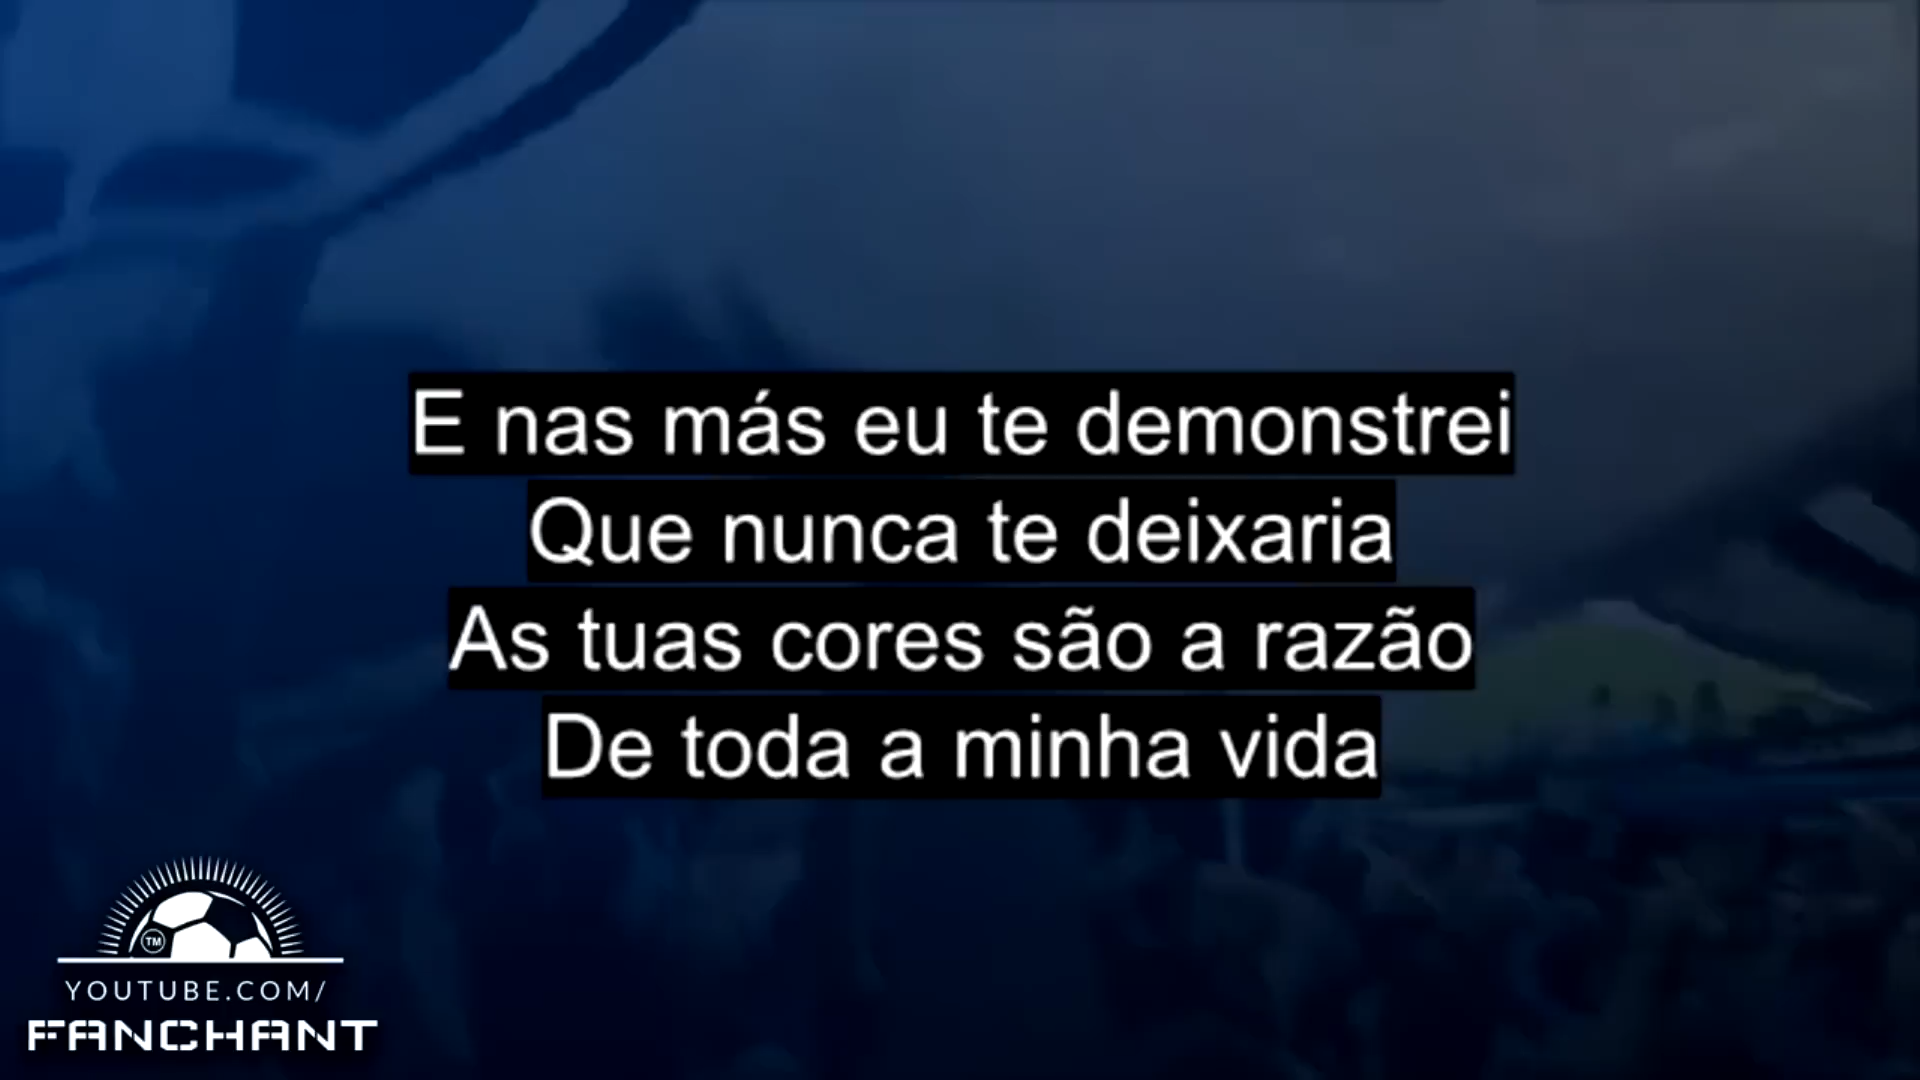 E nas más eu te demonstrei
Que nunca te deixaria
As tuas cores são a razão
De toda a minha vida
TM
YOUTUBE.COM/
FANCHANT